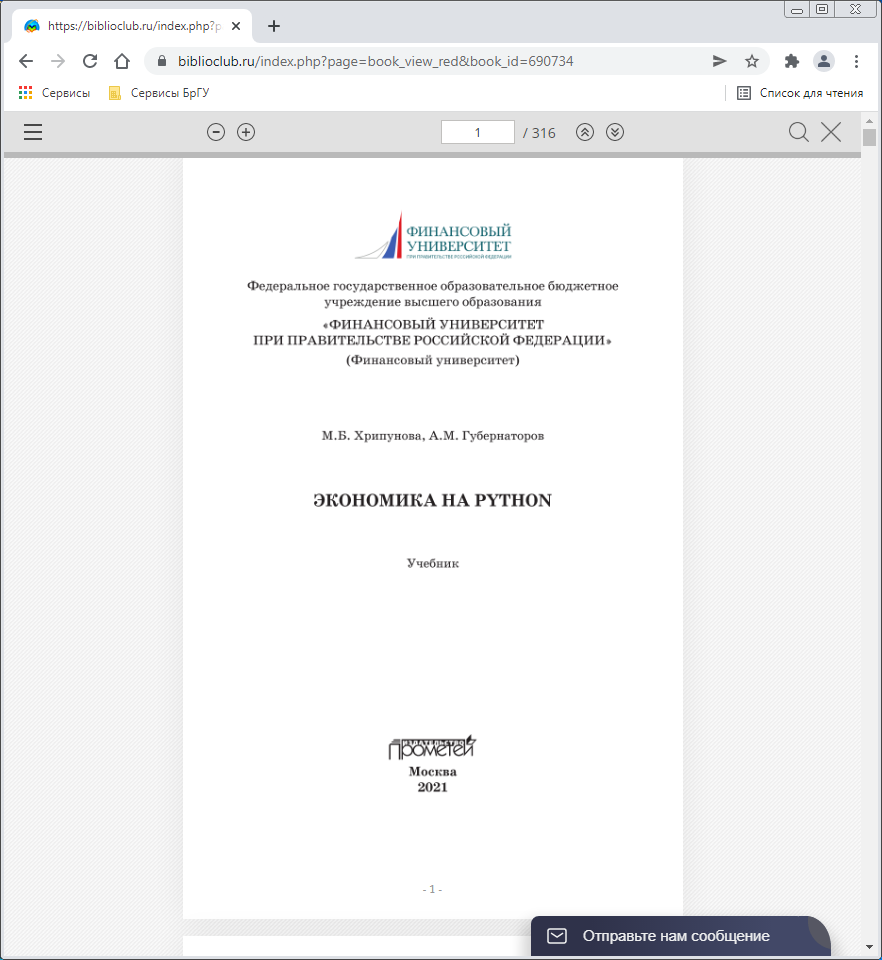 https://biblioclub.ru/index.php?p
biblioclub.ru/index.php?page=book_view_red&book_id=690734
Сервисы
Сервисы БрГУ
Список для чтения
1 / 316
ФИНАНСОВЫЙ
УНИВЕРСИТЕТ
ПРИ ПРАВИТЕЛЬСТВЕ РОССИЙСКОЙ ФЕДЕРАЦИИ
Федеральное государственное образовательное бюджетное
учреждение высшего образования
«ФИНАНСОВЫЙ УНИВЕРСИТЕТ
ПРИ ПРАВИТЕЛЬСТВЕ РОССИЙСКОЙ ФЕДЕРАЦИИ»
(Финансовый университет)
М.Б. Хрипунова, А.М. Губернаторов
ЭКОНОМИКА НА PYTHON
Учебник
ИЗДАТЕЛЬСТВО
Прометей
Москва
2021
- 1 -
Отправьте нам сообщение